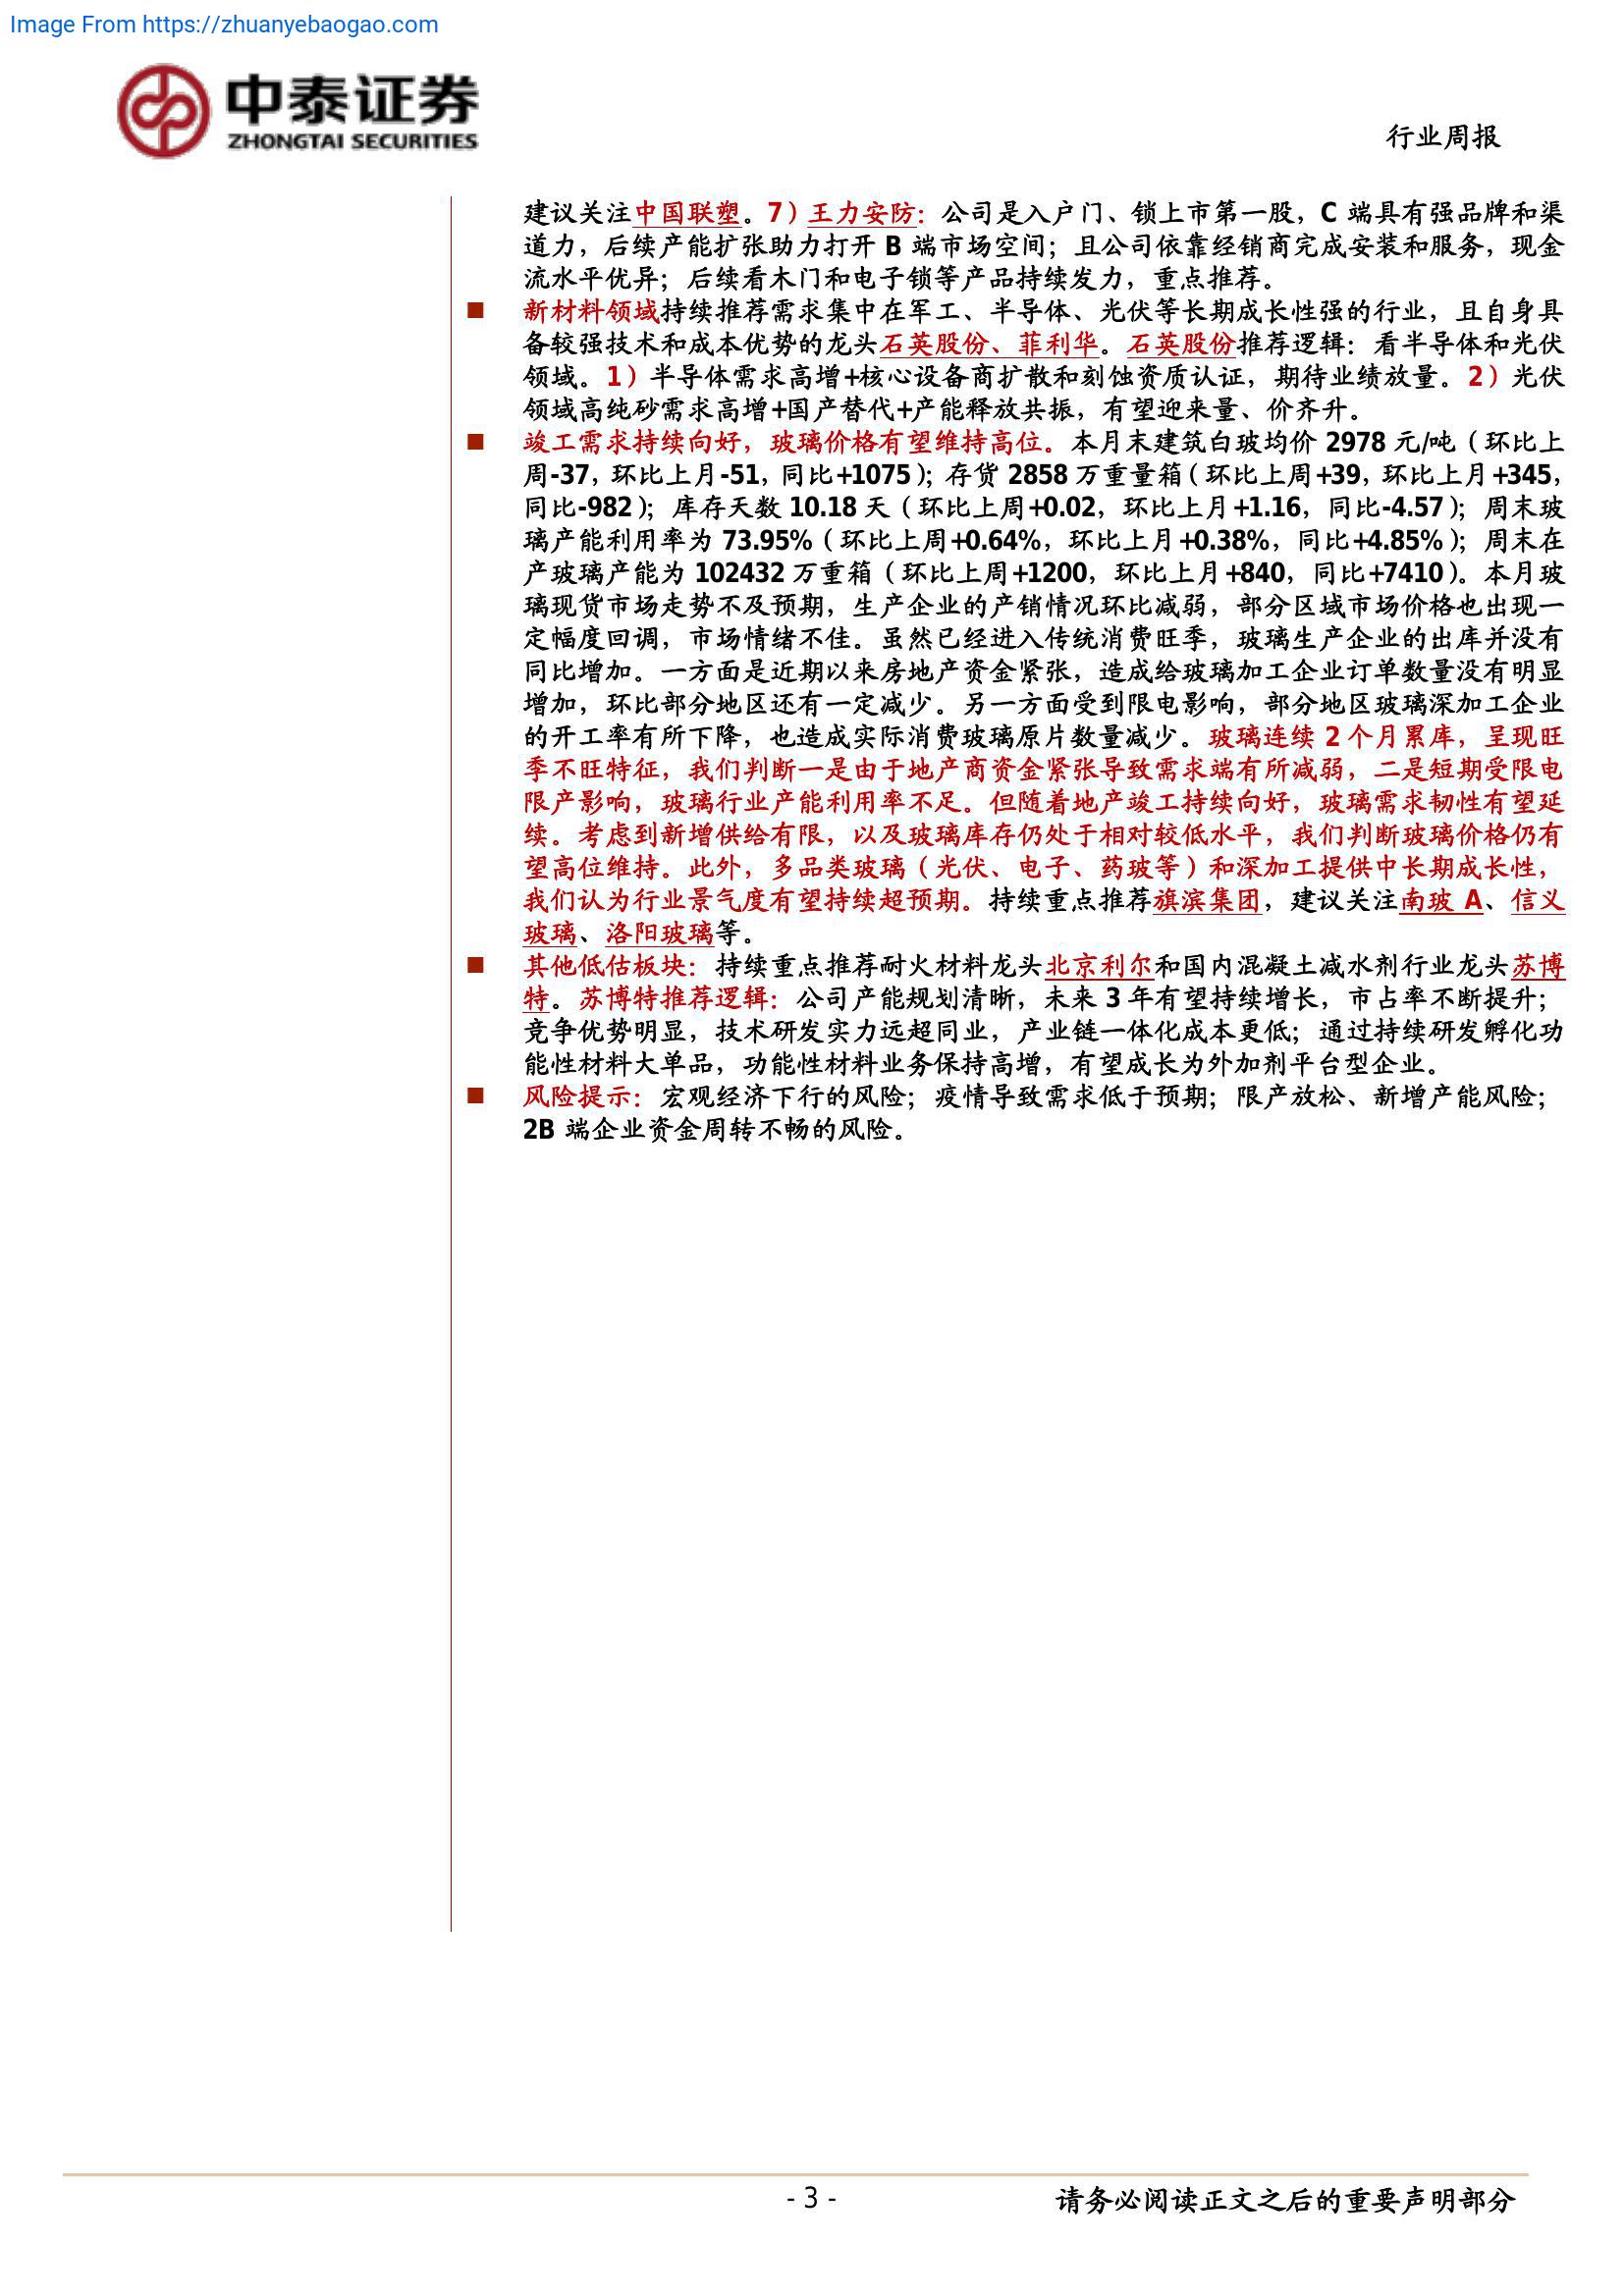 Image From https://zhuanyebaogao.com
中泰证券
ZHONGTAI SECURITIES
行业周报
建议关注中国联塑。7）王力安防：公司是入户门、锁上市第一股，C 端具有强品牌和渠
道力，后续产能扩张助力打开 B 端市场空间；且公司依靠经销商完成安装和服务，现金
流水平优异；后续看木门和电子锁等产品持续发力，重点推荐。
■ 新材料领域持续推荐需求集中在军工、半导体、光伏等长期成长性强的行业，且自身具
备较强技术和成本优势的龙头石英股份、菲利华。石英股份推荐逻辑：看半导体和光伏
领域。1）半导体需求高增+核心设备商扩散和刻蚀资质认证，期待业绩放量。2）光伏
领域高纯砂需求高增+国产替代+产能释放共振，有望迎来量、价齐升。
■ 竣工需求持续向好，玻璃价格有望维持高位。本月末建筑白玻均价 2978 元/吨（环比上
周-37，环比上月-51，同比+1075）；存货 2858 万重量箱（环比上周+39，环比上月+345，
同比-982）；库存天数 10.18 天（环比上周+0.02，环比上月+1.16，同比-4.57）；周末玻
璃产能利用率为 73.95%（环比上周+0.64%，环比上月+0.38%，同比+4.85%）；周末在
产玻璃产能为 102432 万重箱（环比上周+1200，环比上月+840，同比+7410）。本月玻
璃现货市场走势不及预期，生产企业的产销情况环比减弱，部分区域市场价格也出现一
定幅度回调，市场情绪不佳。虽然已经进入传统消费旺季，玻璃生产企业的出库并没有
同比增加。一方面是近期以来房地产资金紧张，造成给玻璃加工企业订单数量没有明显
增加，环比部分地区还有一定减少。另一方面受到限电影响，部分地区玻璃深加工企业
的开工率有所下降，也造成实际消费玻璃原片数量减少。玻璃连续 2 个月累库，呈现旺
季不旺特征，我们判断一是由于地产商资金紧张导致需求端有所减弱，二是短期受限电
限产影响，玻璃行业产能利用率不足。但随着地产竣工持续向好，玻璃需求韧性有望延
续。考虑到新增供给有限，以及玻璃库存仍处于相对较低水平，我们判断玻璃价格仍有
望高位维持。此外，多品类玻璃（光伏、电子、药玻等）和深加工提供中长期成长性，
我们认为行业景气度有望持续超预期。持续重点推荐旗滨集团，建议关注南玻 A、信义
玻璃、洛阳玻璃等。
■ 其他低估板块：持续重点推荐耐火材料龙头北京利尔和国内混凝土减水剂行业龙头苏博
特。苏博特推荐逻辑：公司产能规划清晰，未来 3 年有望持续增长，市占率不断提升；
竞争优势明显，技术研发实力远超同业，产业链一体化成本更低；通过持续研发孵化功
能性材料大单品，功能性材料业务保持高增，有望成长为外加剂平台型企业。
■ 风险提示：宏观经济下行的风险；疫情导致需求低于预期；限产放松、新增产能风险；
2B 端企业资金周转不畅的风险。
- 3 -
请务必阅读正文之后的重要声明部分